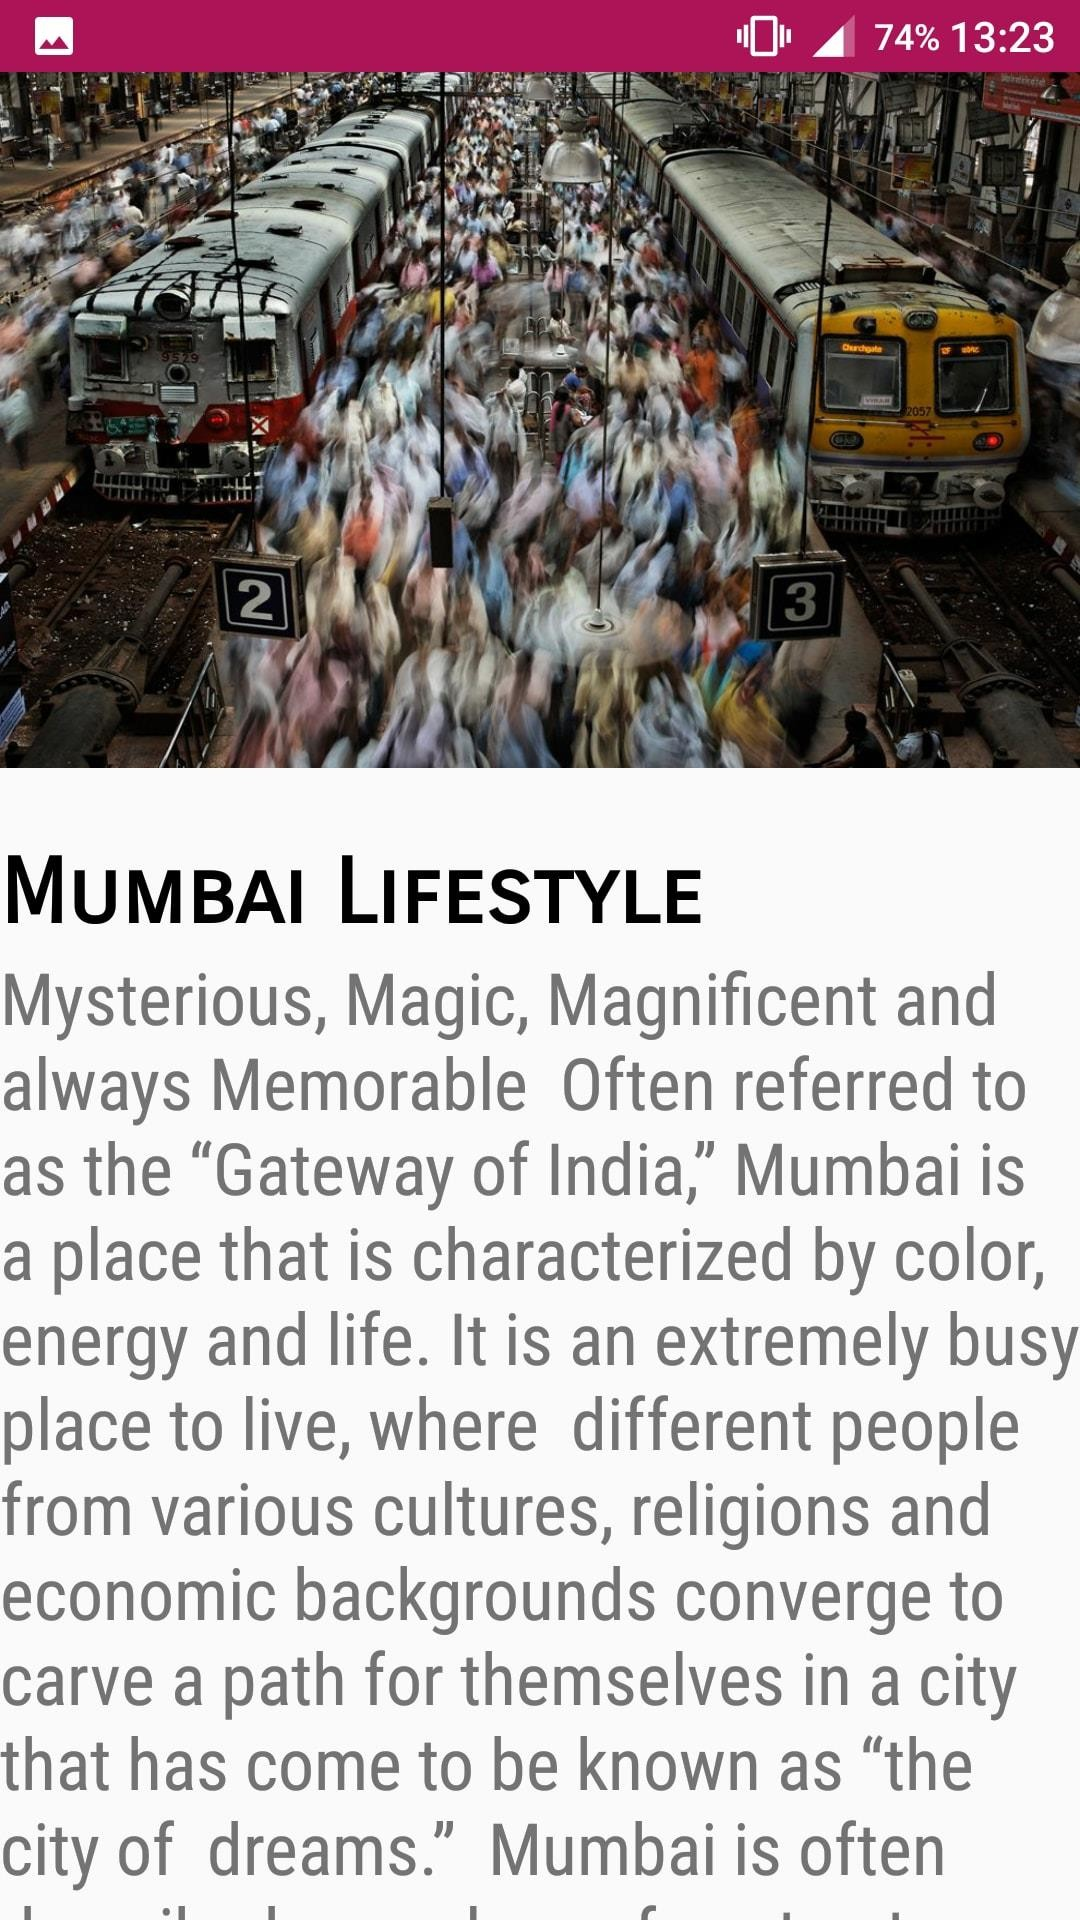 74% 13:23
9529
Churchgate
VIRAR
2057
2
3
Mumbai Lifestyle
Mysterious, Magic, Magnificent and
always Memorable  Often referred to
as the “Gateway of India,” Mumbai is
a place that is characterized by color,
energy and life. It is an extremely busy
place to live, where  different people
from various cultures, religions and
economic backgrounds converge to
carve a path for themselves in a city
that has come to be known as “the
city of  dreams.”  Mumbai is often